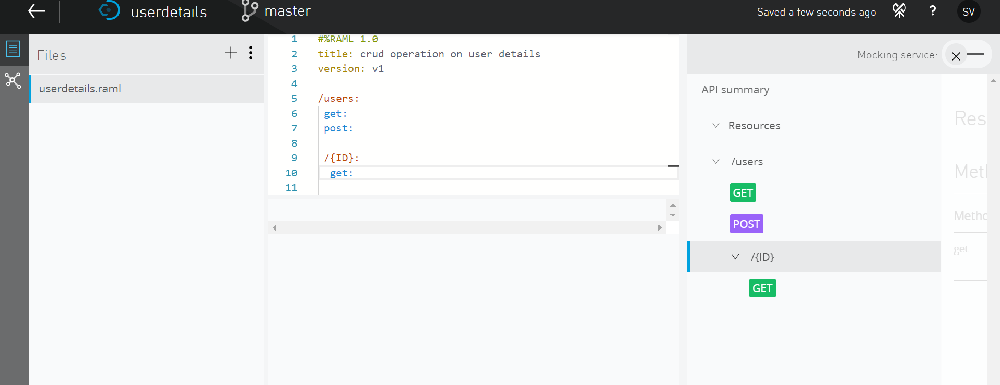 userdetails
master
Saved a few seconds ago
?
SV
Files
userdetails.raml
1 #%RAML 1.0
2 title: crud operation on user details
3 version: v1
4
5 /users:
6 get:
7 post:
8
9 /{ID}:
10 get:
11
Mocking service:
API summary
Resources
/users
GET
POST
/{ID}
GET
Res
Met
Metho
get